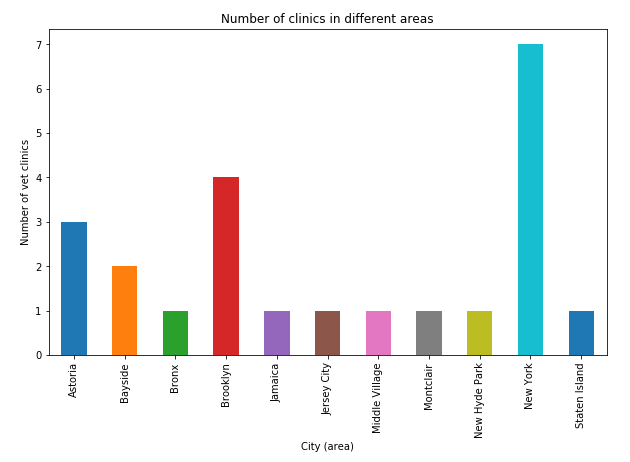 Number of clinics in different areas
Number of vet clinics
7
6
5
4
3
2
1
0
Astoria
Bayside
Bronx
Brooklyn
Jamaica
Jersey City
Middle Village
Montclair
New Hyde Park
New York
Staten Island
City (area)